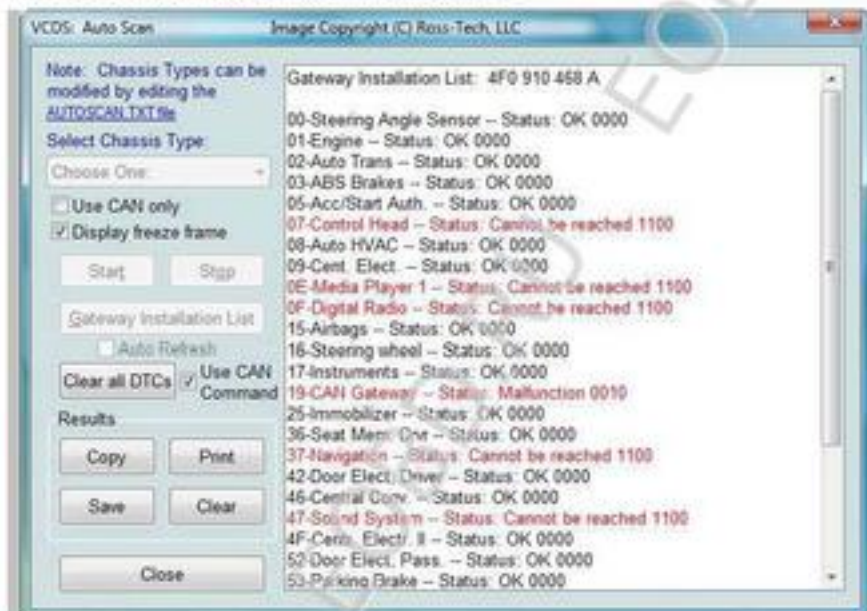 VCDS: Auto Scan
Image Copyright (C) Ross-Tech, LLC
Note: Chassis Types can be
modified by editing the
AUTOSCAN.TXT file
Select Chassis Type:
Choose One:
Use CAN only
Display freeze frame
Start
Stop
Gateway Installation List
Auto Refresh
Clear all DTCs
Use CAN
Command
Results
Copy
Print
Save
Clear
Close
Gateway Installation List: 4F0 910 468 A
00-Steering Angle Sensor -- Status: OK 0000
01-Engine -- Status: OK 0000
02-Auto Trans -- Status: OK 0000
03-ABS Brakes -- Status: OK 0000
05-Acc/Start Auth. -- Status: OK 0000
07-Control Head -- Status: Cannot be reached 1100
08-Auto HVAC -- Status: OK 0000
09-Cent. Elect. -- Status: OK 0000
0E-Media Player 1 -- Status: Cannot be reached 1100
0F-Digital Radio -- Status: Cannot be reached 1100
15-Airbags -- Status: OK 0000
16-Steering wheel -- Status: OK 0000
17-Instruments -- Status: OK 0000
19-CAN Gateway -- Status: Malfunction 0010
25-Immobilizer -- Status: OK 0000
36-Seat Mem. Drvr -- Status: OK 0000
37-Navigation -- Status: Cannot be reached 1100
42-Door Elect, Driver -- Status: OK 0000
46-Central Conv. -- Status: OK 0000
47-Sound System -- Status: Cannot be reached 1100
4F-Centr. Electr. II -- Status: OK 0000
52-Door Elect, Pass. -- Status: OK 0000
53-Parking Brake -- Status: OK 0000